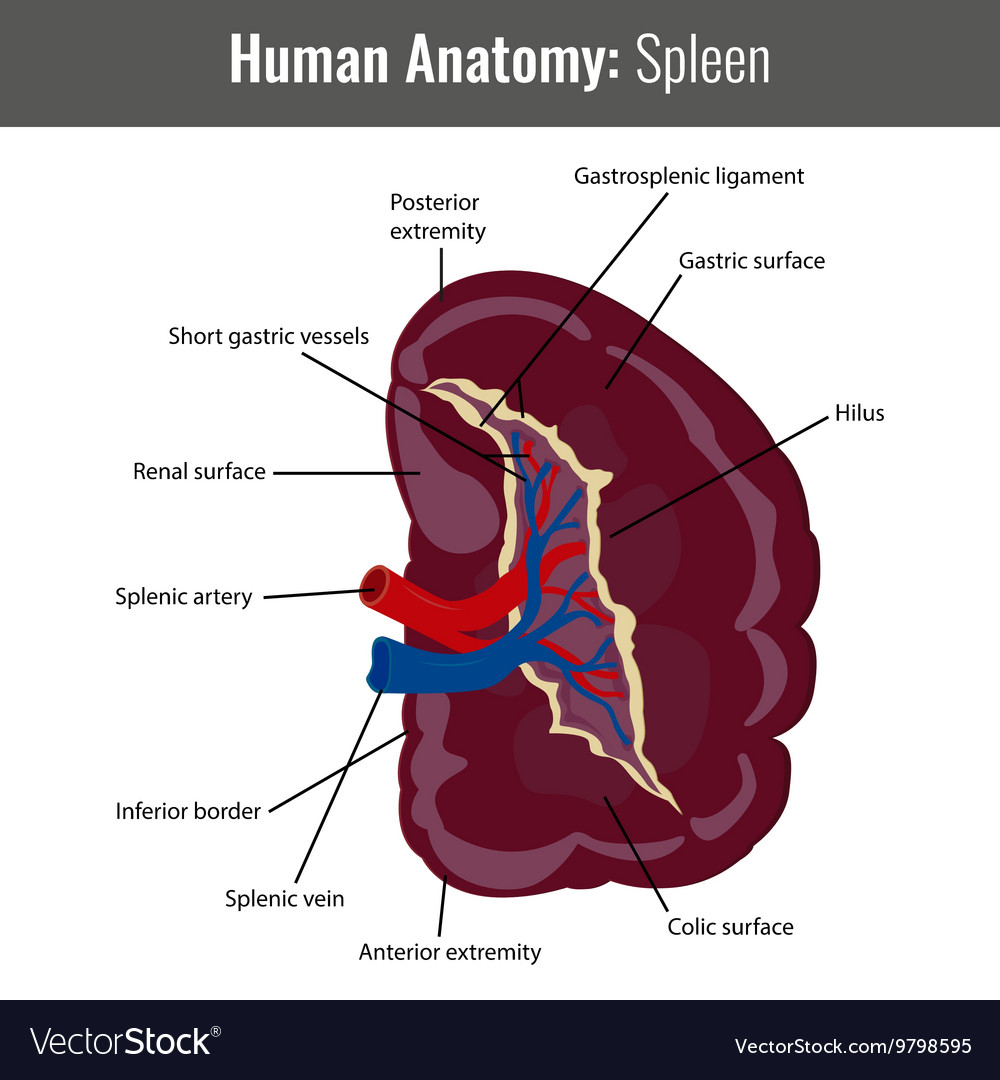 Human Anatomy: Spleen
Gastrosplenic ligament
Posterior
extremity
Gastric surface
Short gastric vessels
Hilus
Renal surface
Splenic artery
Inferior border
Splenic vein
Colic surface
Anterior extremity
VectorStock®
VectorStock.com/9798595